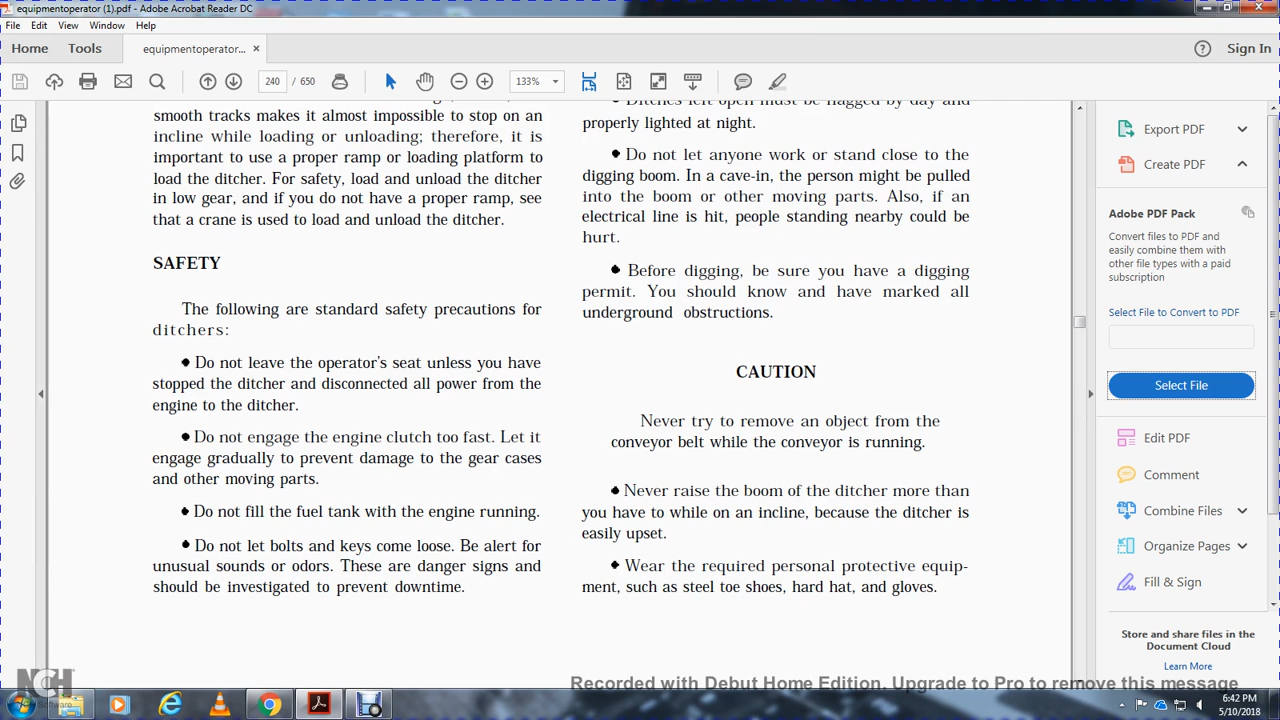 equipmentoperator (1).pdf - Adobe Acrobat Reader DC
File Edit View Window Help
Home Tools equipmentoperator... × Sign In
240 / 650 133%
smooth tracks makes it almost impossible to stop on an
incline while loading or unloading; therefore, it is
important to use a proper ramp or loading platform to
load the ditcher. For safety, load and unload the ditcher
in low gear, and if you do not have a proper ramp, see
that a crane is used to load and unload the ditcher.
SAFETY
The following are standard safety precautions for
ditchers:
● Do not leave the operator's seat unless you have
stopped the ditcher and disconnected all power from the
engine to the ditcher.
● Do not engage the engine clutch too fast. Let it
engage gradually to prevent damage to the gear cases
and other moving parts.
● Do not fill the fuel tank with the engine running.
● Do not let bolts and keys come loose. Be alert for
unusual sounds or odors. These are danger signs and
should be investigated to prevent downtime.
● Ditches left open must be flagged by day and
properly lighted at night.
● Do not let anyone work or stand close to the
digging boom. In a cave-in, the person might be pulled
into the boom or other moving parts. Also, if an
electrical line is hit, people standing nearby could be
hurt.
● Before digging, be sure you have a digging
permit. You should know and have marked all
underground obstructions.
CAUTION
Never try to remove an object from the
conveyor belt while the conveyor is running.
● Never raise the boom of the ditcher more than
you have to while on an incline, because the ditcher is
easily upset.
● Wear the required personal protective equip-
ment, such as steel toe shoes, hard hat, and gloves.
Export PDF
Create PDF
Adobe PDF Pack
Convert files to PDF and
easily combine them with
other file types with a paid
subscription
Select File to Convert to PDF
Select File
Edit PDF
Comment
Combine Files
Organize Pages
Fill & Sign
Store and share files in the
Document Cloud
Learn More
NCH
Software
Recorded with Debut Home Edition. Upgrade to Pro to remove this message
6:42 PM
5/10/2018